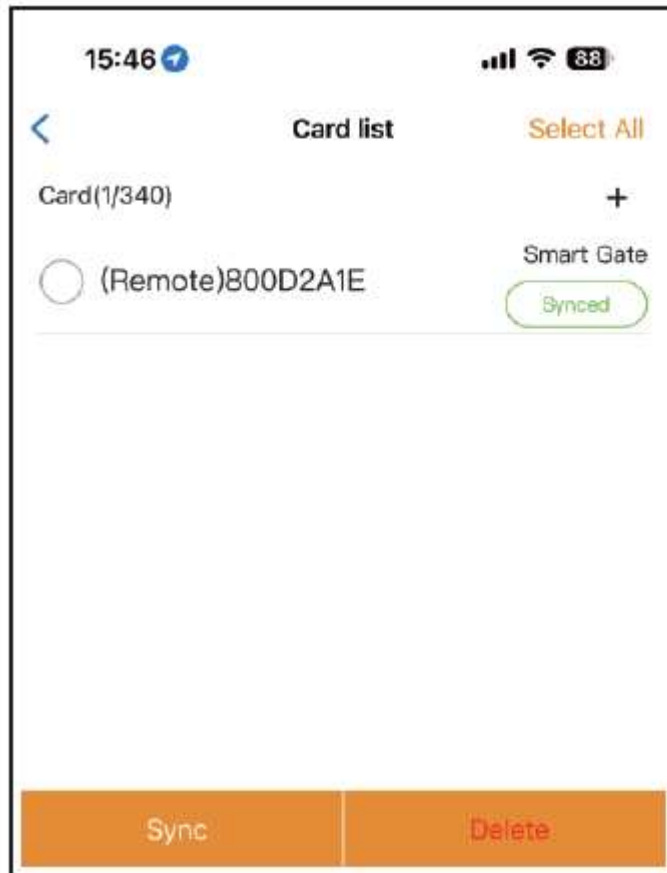 15:46 88
Card list Select All
Card(1/340) +
Smart Gate
(Remote)800D2A1E
Synced
Sync Delete